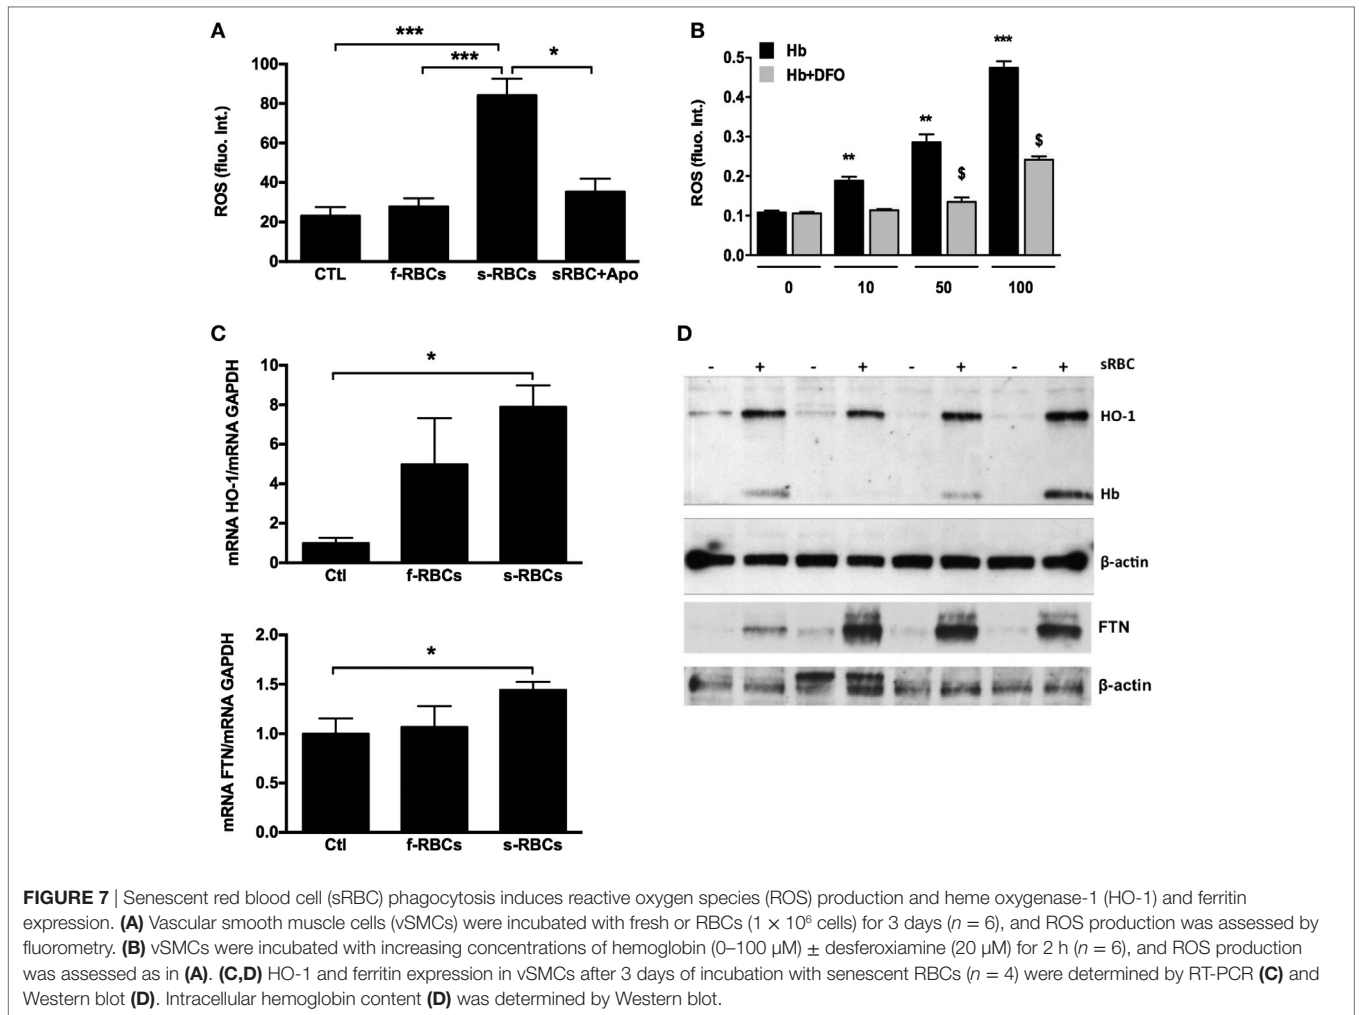 A
***
***
*
100
80
60
40
20
0
ROS (fluo. Int.)
CTL f-RBCs s-RBCs sRBC+Apo
B
Hb
Hb+DFO
***
**
**
$
$
0.5
0.3
0.2
0.1
0.0
ROS (fluo. Int.)
0 10 50 100
C
*
10
8
6
4
2
0
mRNA HO-1/mRNA GAPDH
Ctl f-RBCs s-RBCs
*
2.0
1.5
1.0
0.5
0.0
mRNA FTN/mRNA GAPDH
Ctl f-RBCs s-RBCs
D
- + - + - + - + sRBC
HO-1
Hb
β-actin
FTN
β-actin
FIGURE 7 | Senescent red blood cell (sRBC) phagocytosis induces reactive oxygen species (ROS) production and heme oxygenase-1 (HO-1) and ferritin
expression. (A) Vascular smooth muscle cells (vSMCs) were incubated with fresh or RBCs (1 × 10⁶ cells) for 3 days (n = 6), and ROS production was assessed by
fluorometry. (B) vSMCs were incubated with increasing concentrations of hemoglobin (0–100 μM) ± desferoxiamine (20 μM) for 2 h (n = 6), and ROS production
was assessed as in (A). (C,D) HO-1 and ferritin expression in vSMCs after 3 days of incubation with senescent RBCs (n = 4) were determined by RT-PCR (C) and
Western blot (D). Intracellular hemoglobin content (D) was determined by Western blot.